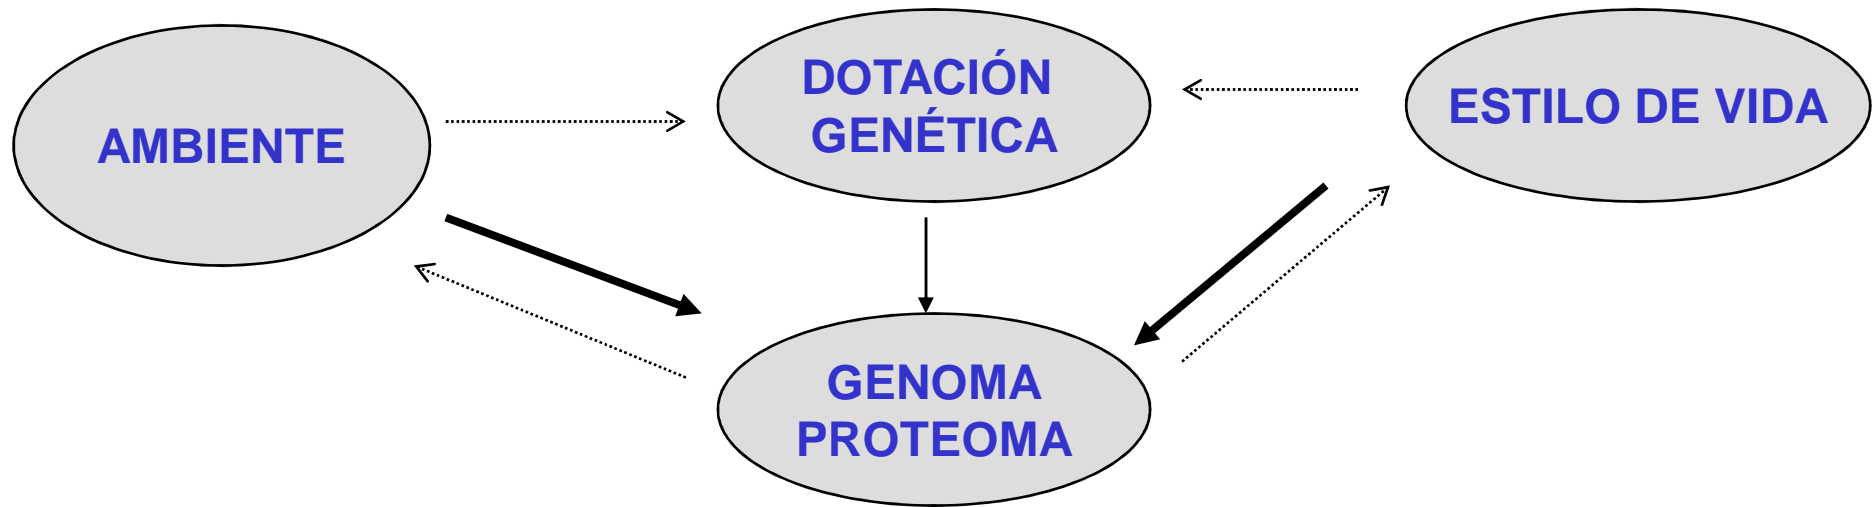 AMBIENTE
DOTACIÓN
GENÉTICA
ESTILO DE VIDA
GENOMA
PROTEOMA